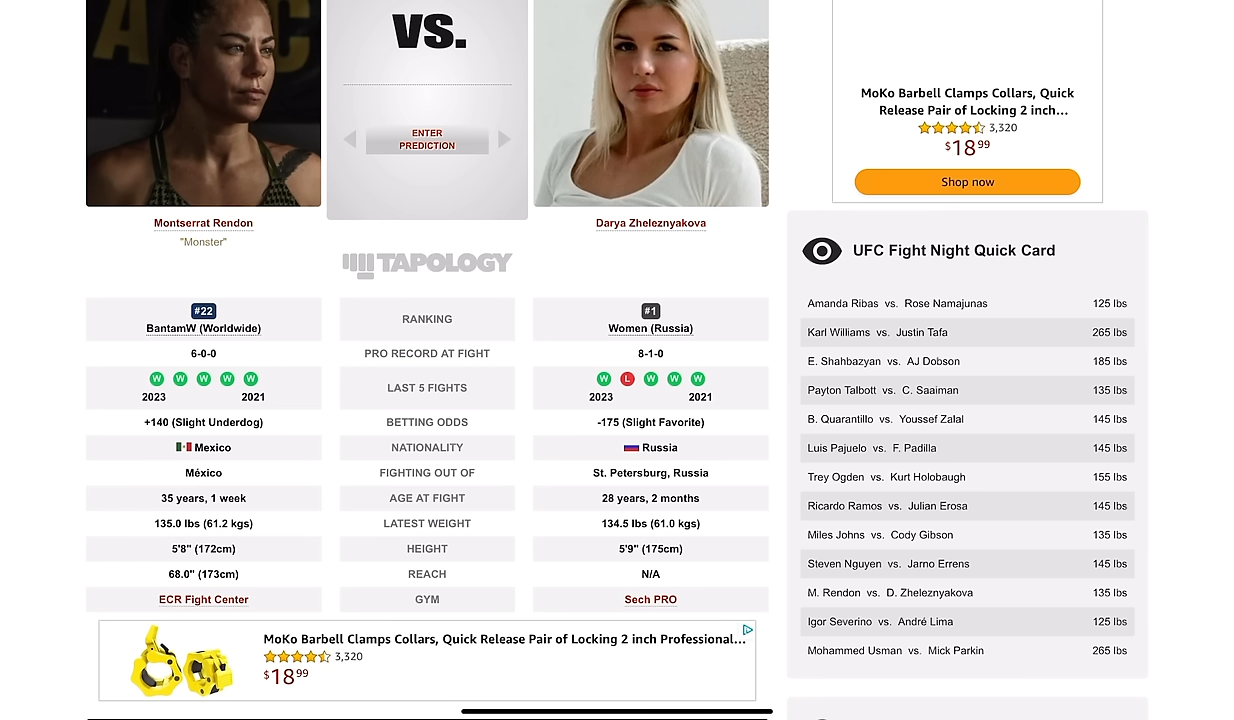 VS.
ENTER
PREDICTION
Montserrat Rendon
"Monster"
Darya Zheleznyakova
TAPOLOGY
#22
BantamW (Worldwide)
RANKING
#1
Women (Russia)
6-0-0
PRO RECORD AT FIGHT
8-1-0
W W W W W
2023 2021
LAST 5 FIGHTS
W L W W W
2023 2021
+140 (Slight Underdog)
BETTING ODDS
-175 (Slight Favorite)
Mexico
NATIONALITY
Russia
México
FIGHTING OUT OF
St. Petersburg, Russia
35 years, 1 week
AGE AT FIGHT
28 years, 2 months
135.0 lbs (61.2 kgs)
LATEST WEIGHT
134.5 lbs (61.0 kgs)
5'8" (172cm)
HEIGHT
5'9" (175cm)
68.0" (173cm)
REACH
N/A
ECR Fight Center
GYM
Sech PRO
MoKo Barbell Clamps Collars, Quick Release Pair of Locking 2 inch Professional...
3,320
$18 99
MoKo Barbell Clamps Collars, Quick
Release Pair of Locking 2 inch...
3,320
$18 99
Shop now
UFC Fight Night Quick Card
Amanda Ribas vs. Rose Namajunas 125 lbs
Karl Williams vs. Justin Tafa 265 lbs
E. Shahbazyan vs. AJ Dobson 185 lbs
Payton Talbott vs. C. Saaiman 135 lbs
B. Quarantillo vs. Youssef Zalal 145 lbs
Luis Pajuelo vs. F. Padilla 145 lbs
Trey Ogden vs. Kurt Holobaugh 155 lbs
Ricardo Ramos vs. Julian Erosa 145 lbs
Miles Johns vs. Cody Gibson 135 lbs
Steven Nguyen vs. Jarno Errens 145 lbs
M. Rendon vs. D. Zheleznyakova 135 lbs
Igor Severino vs. André Lima 125 lbs
Mohammed Usman vs. Mick Parkin 265 lbs